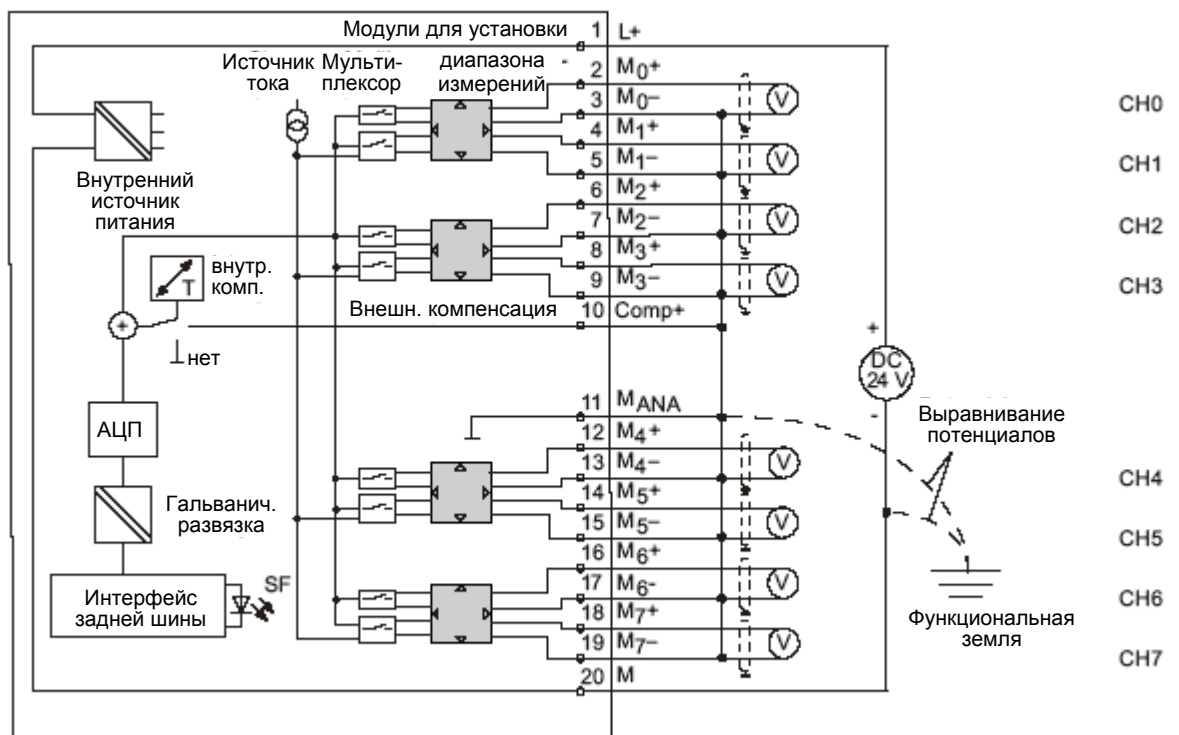 Модули для установки
диапазона
измерений
Источник
тока
Мульти-
плексор
1 L+
2 M0+
3 M0–
4 M1+
5 M1–
6 M2+
7 M2–
8 M3+
9 M3–
10 Comp+
11 MANA
12 M4+
13 M4–
14 M5+
15 M5–
16 M6+
17 M6-
18 M7+
19 M7–
20 M
V
V
V
V
V
V
V
V
CH0
CH1
CH2
CH3
CH4
CH5
CH6
CH7
Внутренний
источник
питания
внутр.
комп.
T
Внешн. компенсация
+
нет
АЦП
Гальванич.
развязка
Интерфейс
задней шины
SF
+
DC
24 V
-
Выравнивание
потенциалов
Функциональная
земля